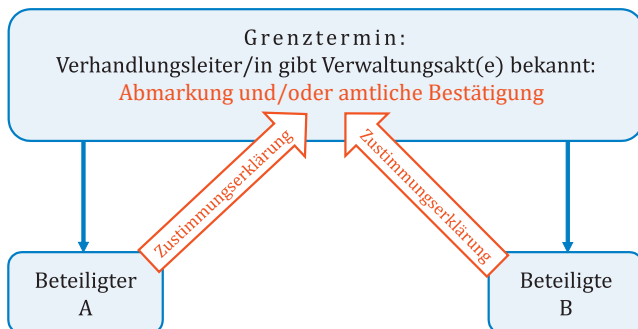 Grenztermin:
Verhandlungsleiter/in gibt Verwaltungsakt(e) bekannt:
Abmarkung und/oder amtliche Bestätigung
Zustimmungserklärung
Zustimmungserklärung
Beteiligter
A
Beteiligte
B